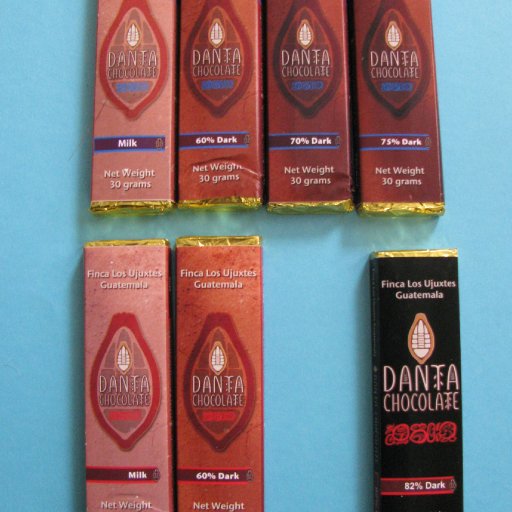 DANTA
CHOCOLATE
Milk
Net Weight
30 grams
DANTA
CHOCOLATE
60% Dark
Net Weight
30 grams
DANTA
CHOCOLATE
70% Dark
Net Weight
30 grams
DANTA
CHOCOLATE
75% Dark
Net Weight
30 grams
Finca Los Ujuxtes
Guatemala
DANTA
CHOCOLATE
Milk
Net Weight
Finca Los Ujuxtes
Guatemala
DANTA
CHOCOLATE
60% Dark
Net Weight
Finca Los Ujuxtes
Guatemala
DANTA
CHOCOLATE
82% Dark